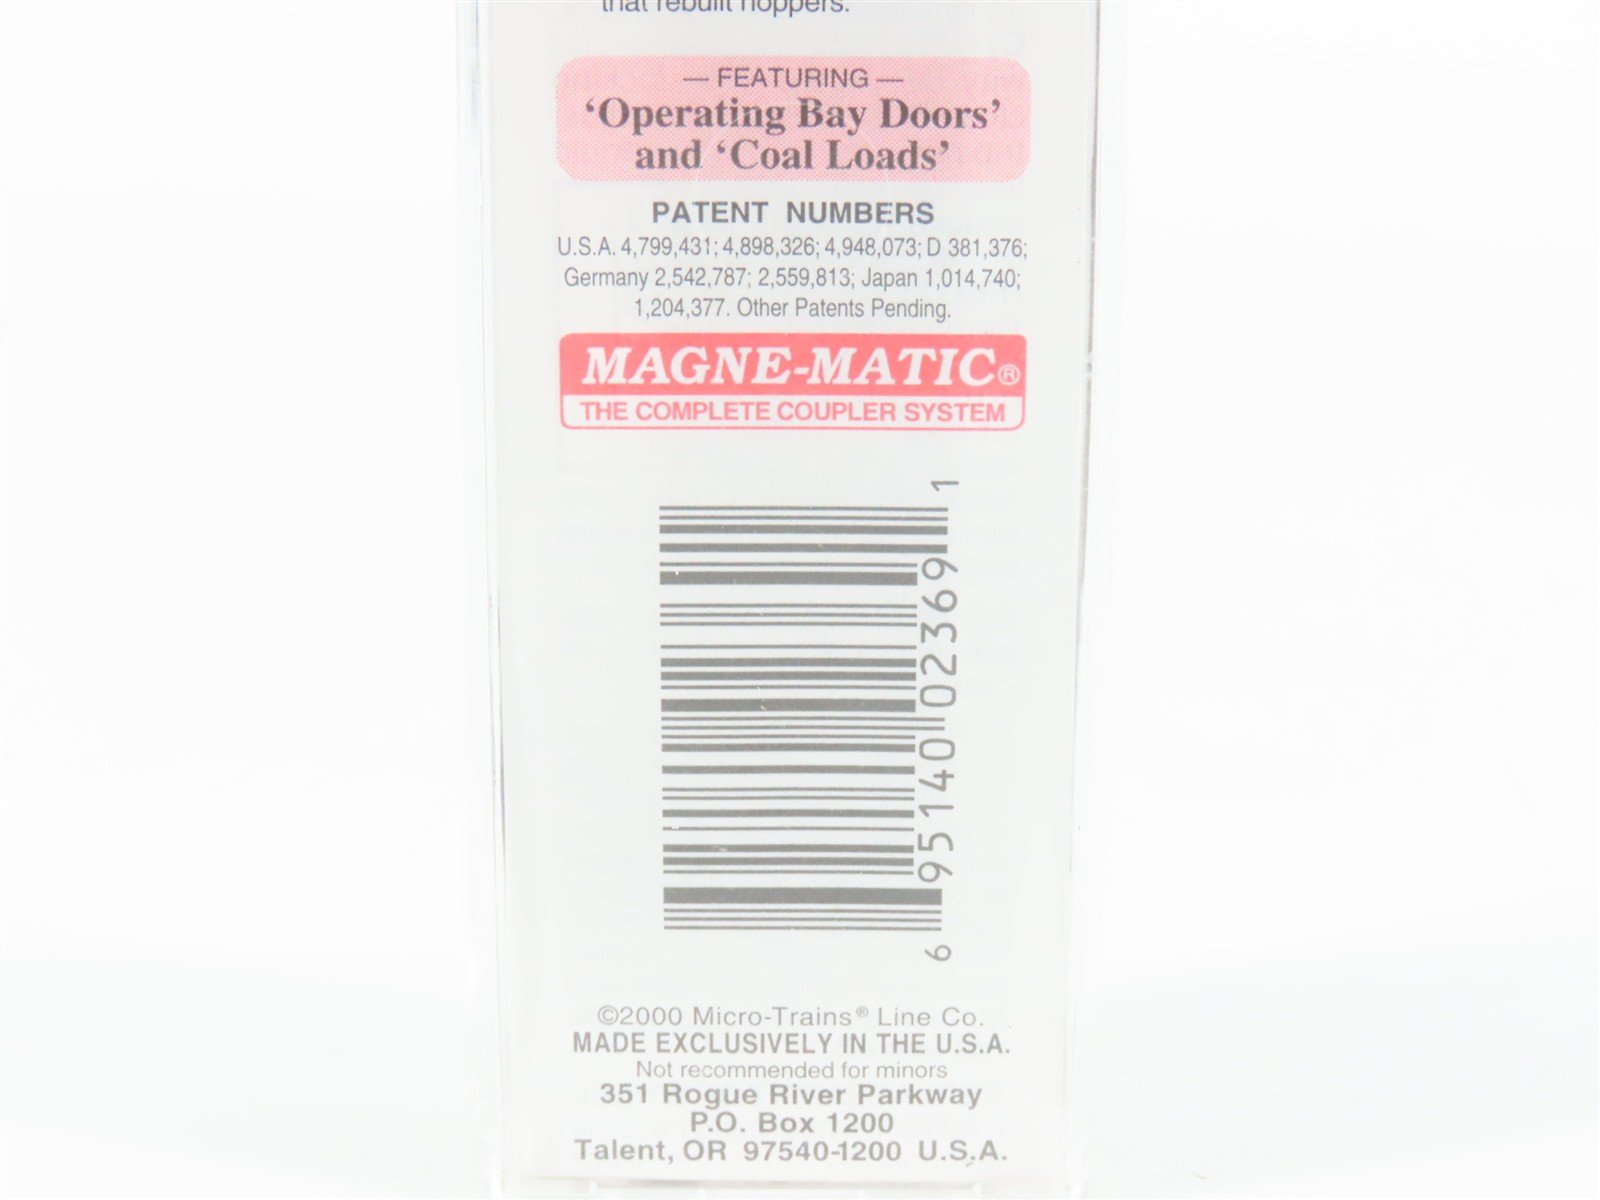 that rebuilt hoppers.
— FEATURING —
‘Operating Bay Doors’
and ‘Coal Loads’
PATENT NUMBERS
U.S.A. 4,799,431; 4,898,326; 4,948,073; D 381,376;
Germany 2,542,787; 2,559,813; Japan 1,014,740;
1,204,377. Other Patents Pending.
MAGNE-MATIC®
THE COMPLETE COUPLER SYSTEM
6 95140 02369 1
©2000 Micro-Trains® Line Co.
MADE EXCLUSIVELY IN THE U.S.A.
Not recommended for minors
351 Rogue River Parkway
P.O. Box 1200
Talent, OR 97540-1200 U.S.A.